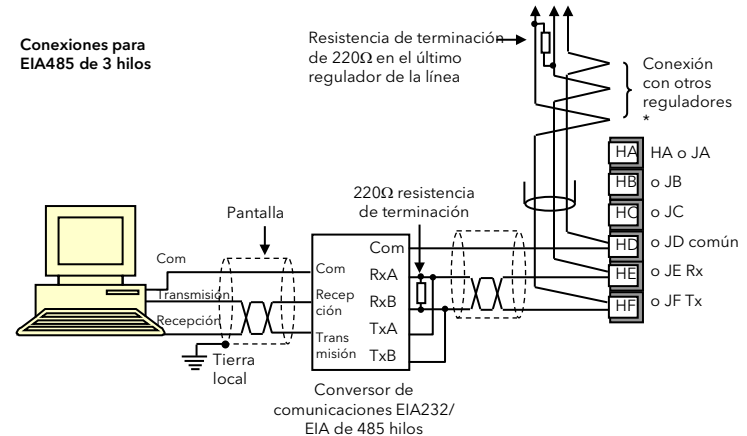 Conexiones para
EIA485 de 3 hilos
Resistencia de terminación
de 220Ω en el último
regulador de la línea
Conexión
con otros
reguladores
*
HA HA o JA
HB o JB
HC o JC
HD o JD común
HE o JE Rx
HF o JF Tx
220Ω resistencia
de terminación
Pantalla
Com
Transmisión
Recepción
Tierra
local
Com
Recep
ción
Trans
misión
Com
RxA
RxB
TxA
TxB
Conversor de
comunicaciones EIA232/
EIA de 485 hilos